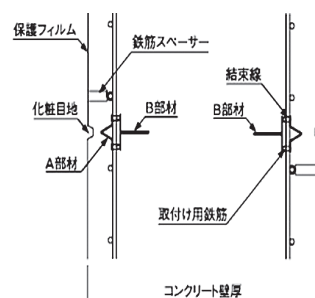 保護フィルム
鉄筋スペーサー
結束線
化粧目地
B部材
B部材
A部材
取付け用鉄筋
コンクリート壁厚